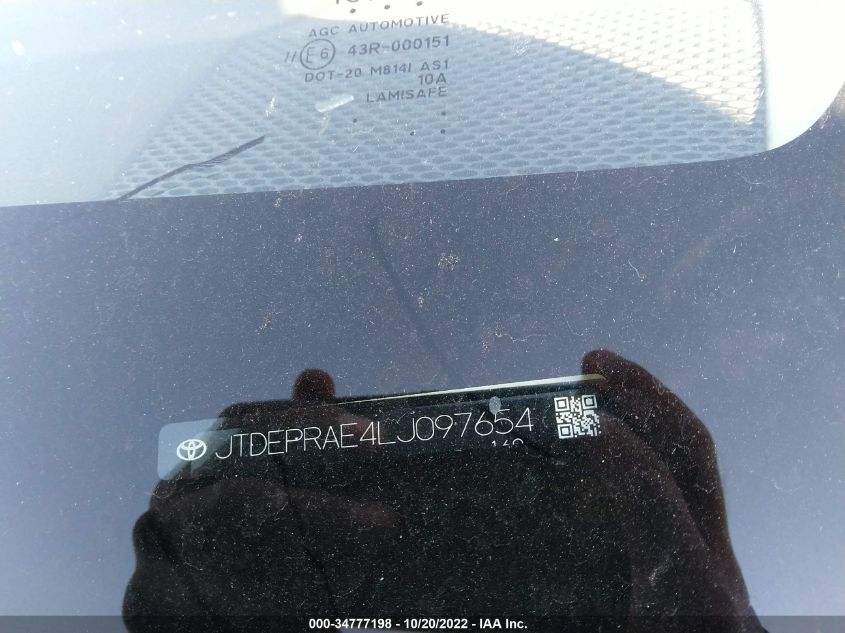 AGC AUTOMOTIVE
// E6 43R-000151
DOT-20 M814I AS1
10A
LAMISAFE
JTDEPRAE4LJ097654
000-34777198 - 10/20/2022 - IAA Inc.